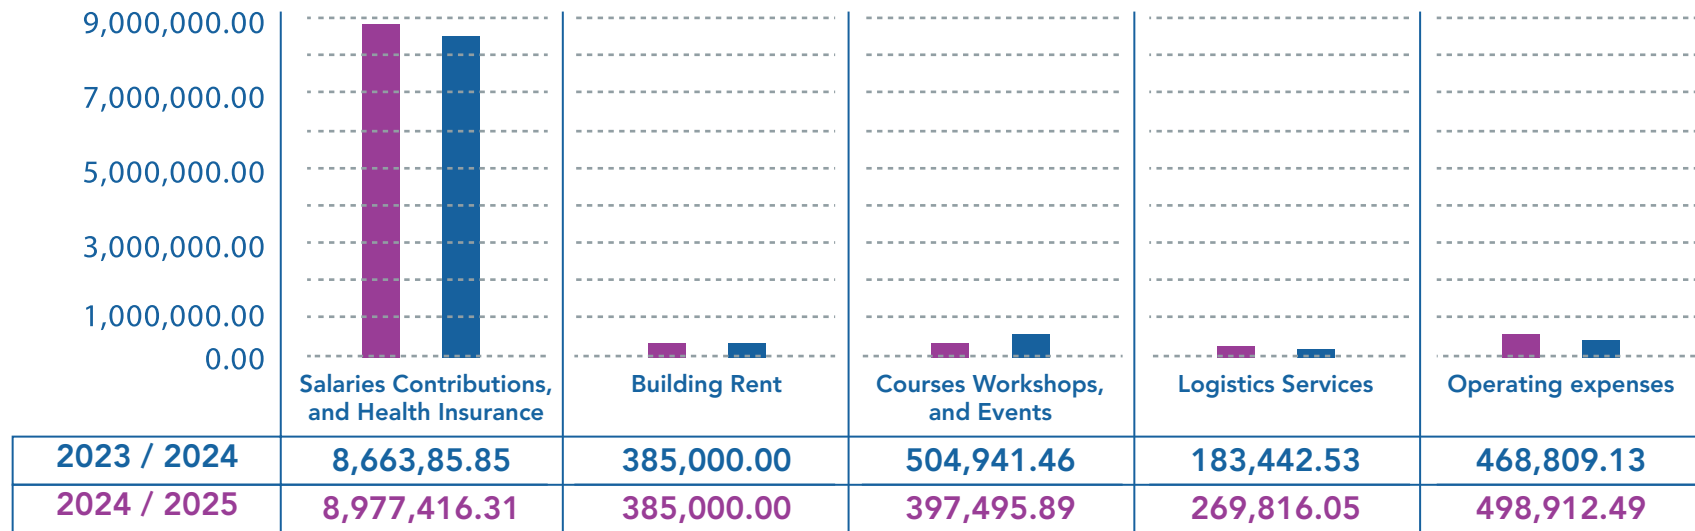 9,000,000.00
7,000,000.00
5,000,000.00
3,000,000.00
1,000,000.00
0.00
Salaries Contributions,
and Health Insurance
Building Rent
Courses Workshops,
and Events
Logistics Services
Operating expenses
2023 / 2024 8,663,85.85 385,000.00 504,941.46 183,442.53 468,809.13
2024 / 2025 8,977,416.31 385,000.00 397,495.89 269,816.05 498,912.49